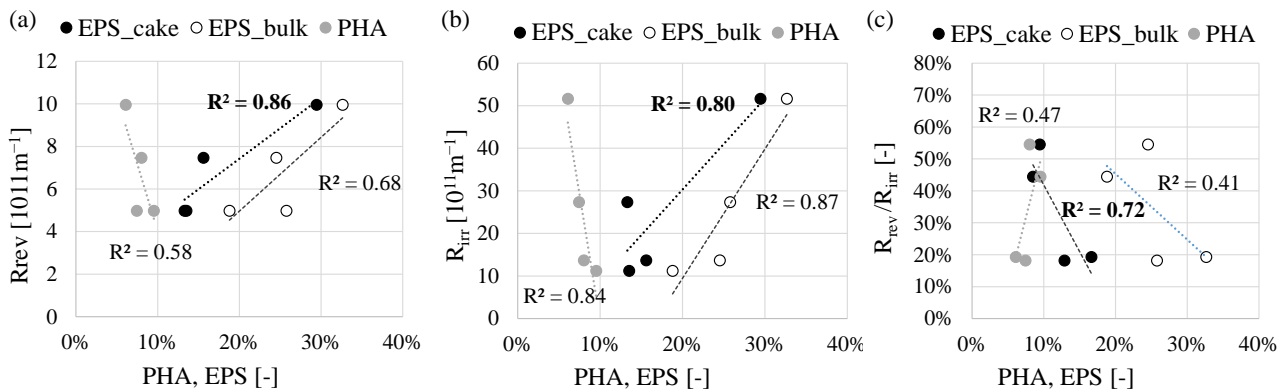 (a)
EPS_cake EPS_bulk PHA
12
10
8
6
4
2
0
0% 10% 20% 30% 40%
Rrev [1011m⁻¹]
PHA, EPS [-]
R² = 0.86
R² = 0.68
R² = 0.58
(b)
EPS_cake EPS_bulk PHA
60
50
40
30
20
10
0
0% 10% 20% 30% 40%
R_irr [10¹¹m⁻¹]
PHA, EPS [-]
R² = 0.80
R² = 0.87
R² = 0.84
(c)
EPS_cake EPS_bulk PHA
80%
70%
60%
50%
40%
30%
20%
10%
0%
0% 10% 20% 30% 40%
R_rev/R_irr [-]
PHA, EPS [-]
R² = 0.47
R² = 0.41
R² = 0.72